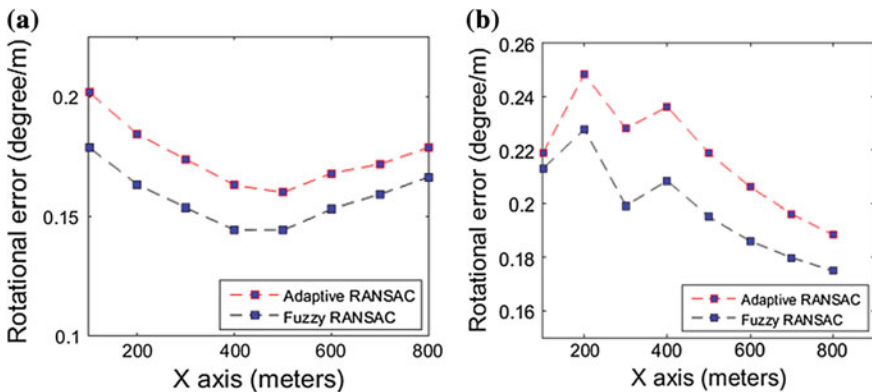 (a)
Rotational error (degree/m)
0.2
0.15
0.1
200
400
600
800
X axis (meters)
Adaptive RANSAC
Fuzzy RANSAC
(b)
Rotational error (degree/m)
0.26
0.24
0.22
0.2
0.18
0.16
200
400
600
800
X axis (meters)
Adaptive RANSAC
Fuzzy RANSAC